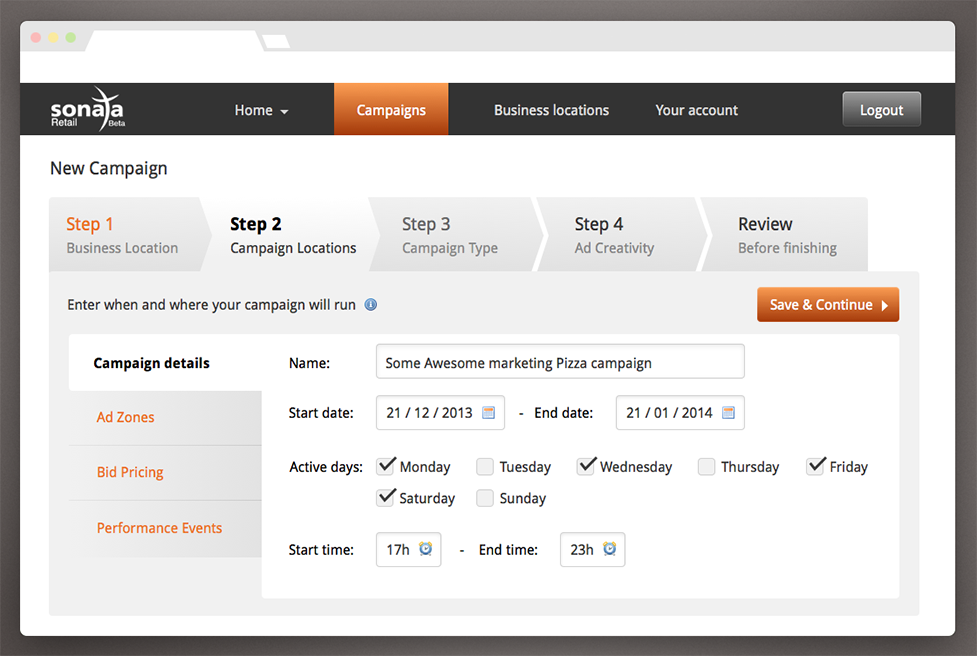 sonata
Retail Beta
Home Campaigns Business locations Your account Logout
New Campaign
Step 1 Step 2 Step 3 Step 4 Review
Business Location Campaign Locations Campaign Type Ad Creativity Before finishing
Enter when and where your campaign will run i Save & Continue
Campaign details Name: Some Awesome marketing Pizza campaign
Start date: 21 / 12 / 2013 - End date: 21 / 01 / 2014
Ad Zones
Active days: Monday Tuesday Wednesday Thursday Friday
Bid Pricing
Saturday Sunday
Performance Events
Start time: 17h - End time: 23h